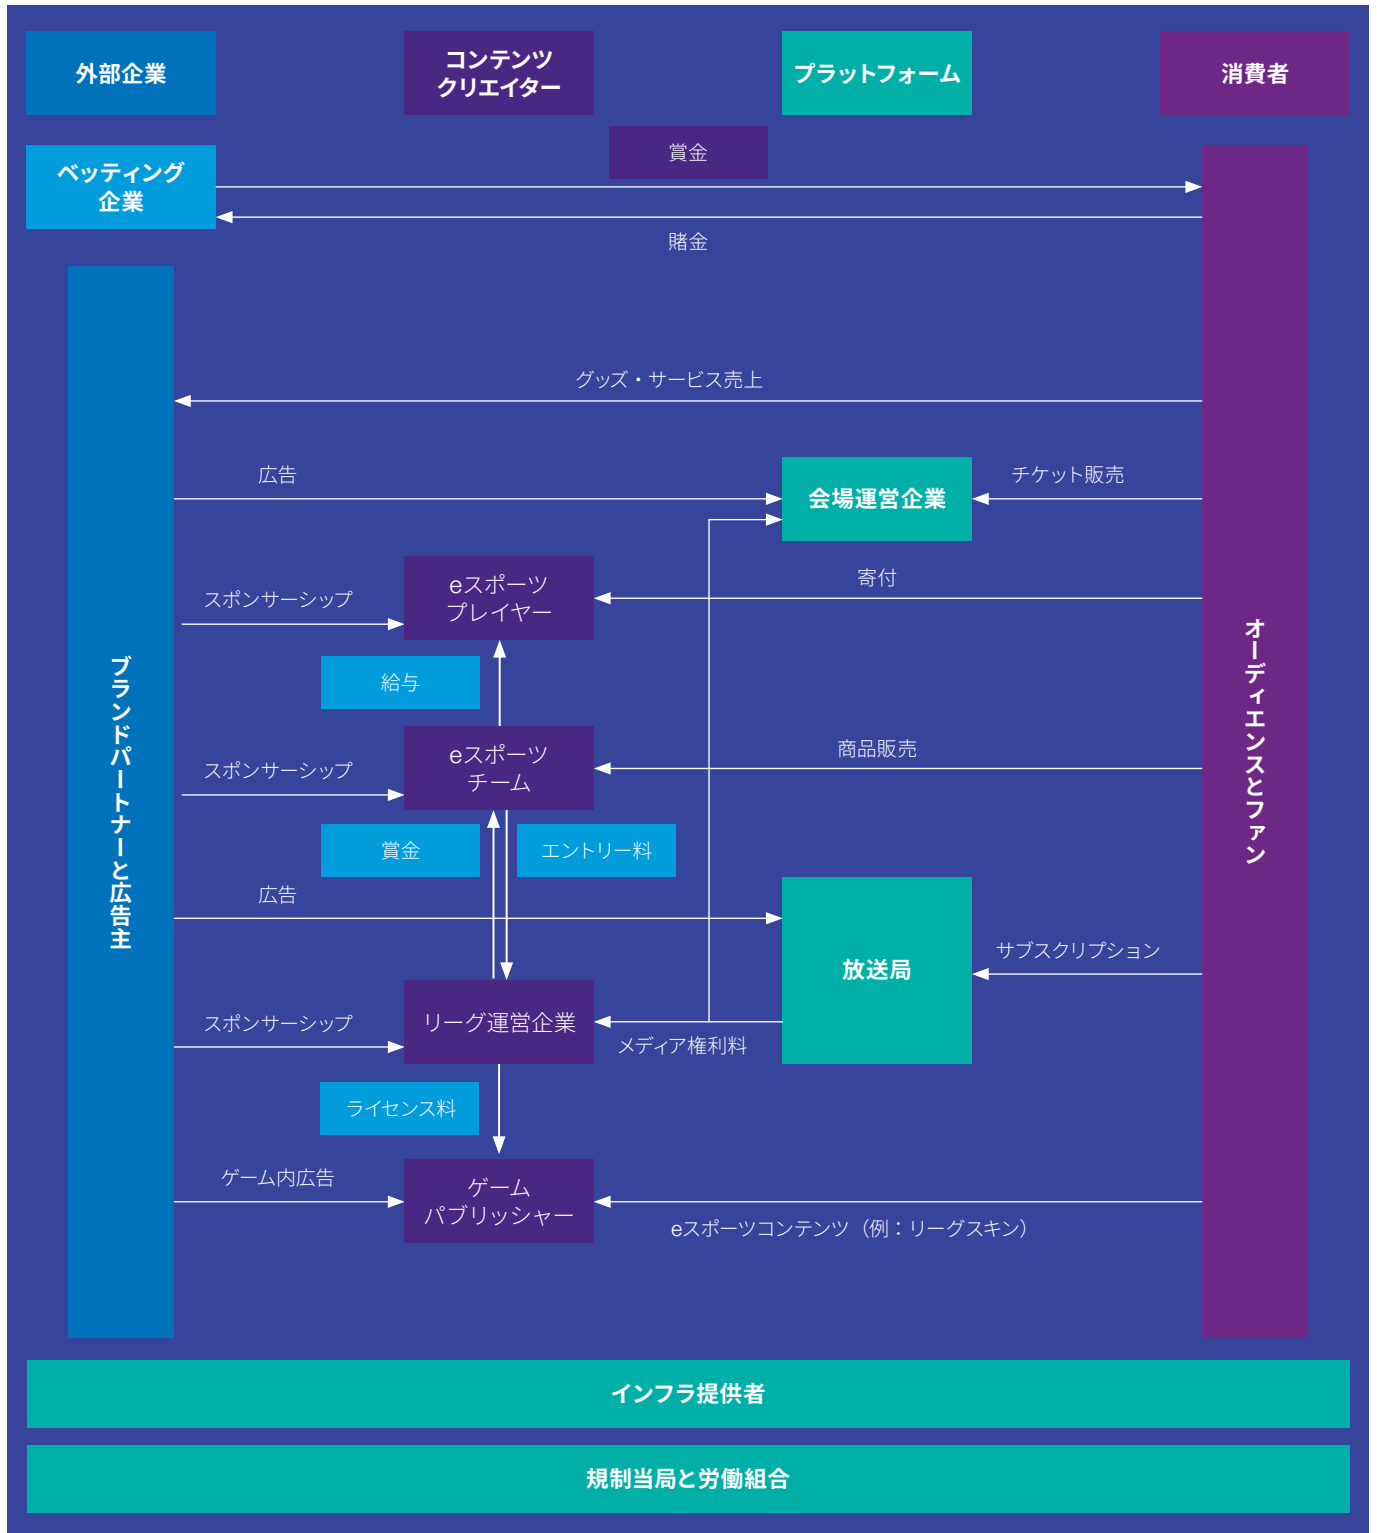 外部企業
コンテンツ
クリエイター
プラットフォーム
消費者
賞金
ベッティング
企業
賭金
グッズ・サービス売上
広告
会場運営企業
チケット販売
eスポーツ
プレイヤー
寄付
スポンサーシップ
給与
eスポーツ
チーム
商品販売
スポンサーシップ
賞金
エントリー料
広告
放送局
サブスクリプション
リーグ運営企業
スポンサーシップ
メディア権利料
ライセンス料
ゲーム内広告
ゲーム
パブリッシャー
eスポーツコンテンツ（例：リーグスキン）
ブランドパートナーと広告主
オーディエンスとファン
インフラ提供者
規制当局と労働組合